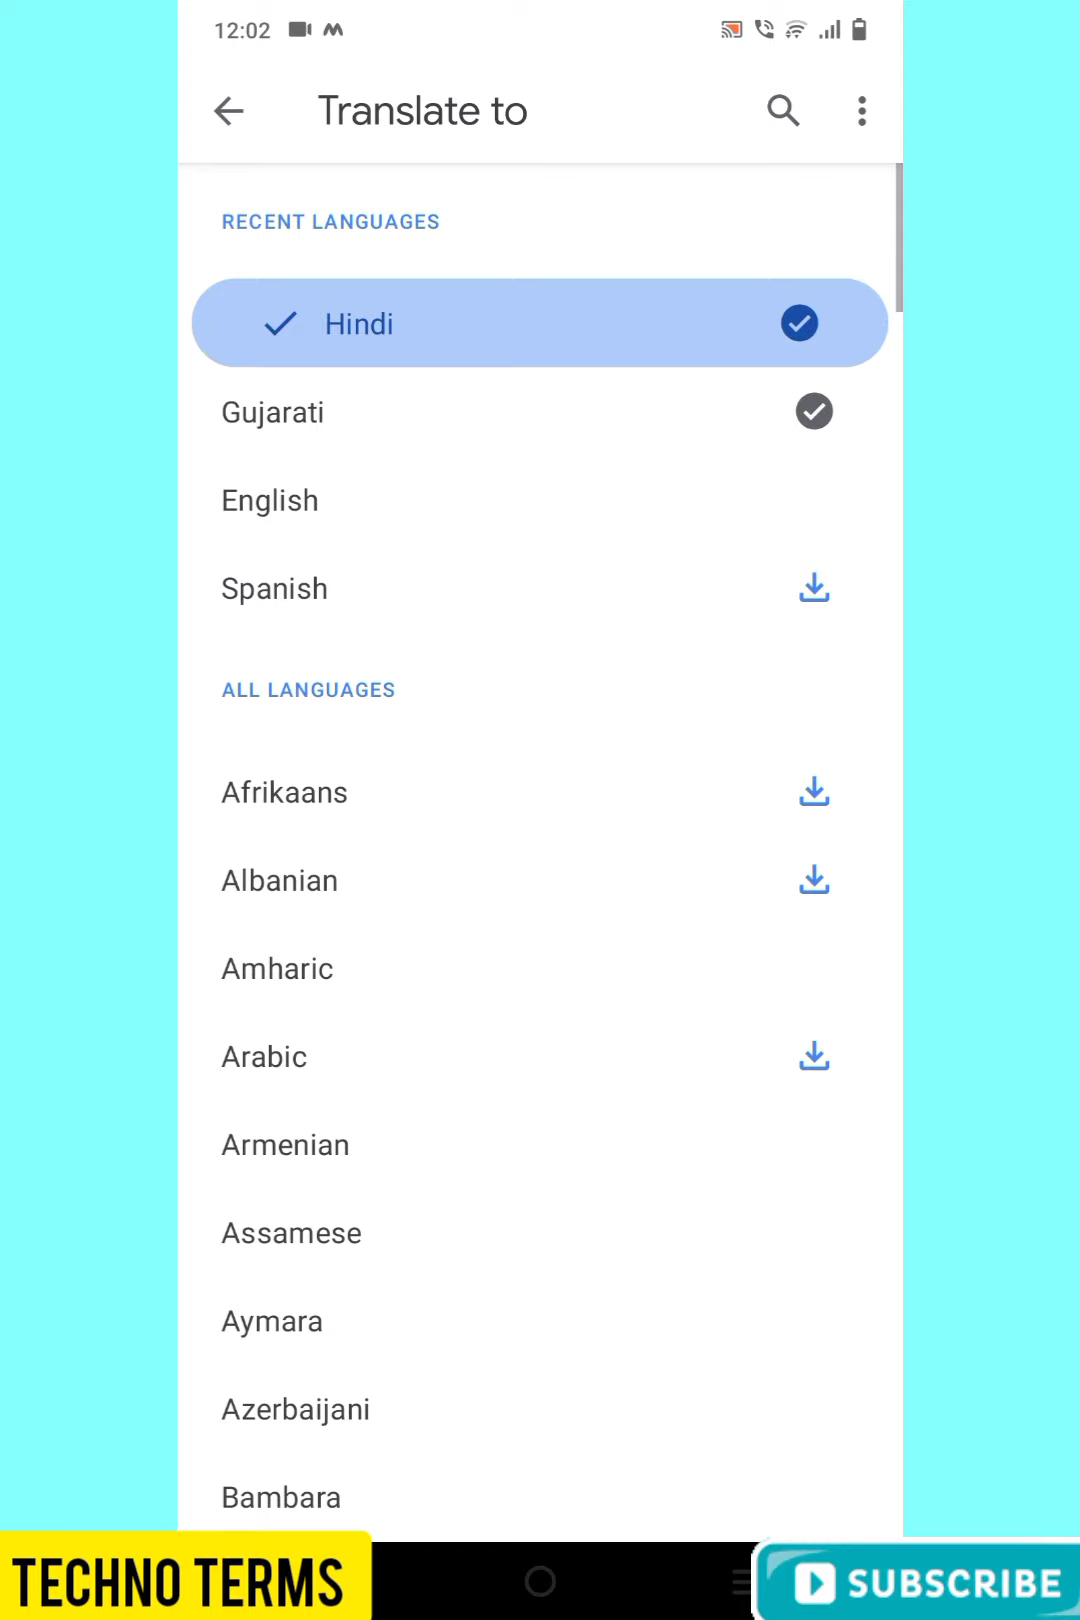 12:02
Translate to
RECENT LANGUAGES
Hindi
Gujarati
English
Spanish
ALL LANGUAGES
Afrikaans
Albanian
Amharic
Arabic
Armenian
Assamese
Aymara
Azerbaijani
Bambara
TECHNO TERMS
SUBSCRIBE